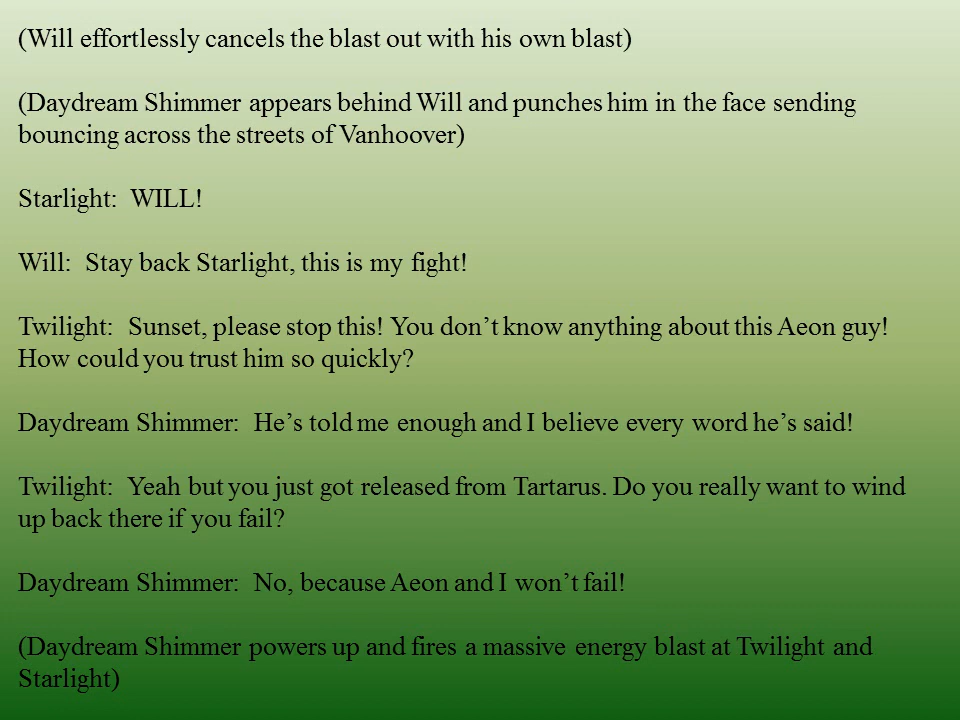 (Will effortlessly cancels the blast out with his own blast)
(Daydream Shimmer appears behind Will and punches him in the face sending
bouncing across the streets of Vanhoover)
Starlight:  WILL!
Will:  Stay back Starlight, this is my fight!
Twilight:  Sunset, please stop this! You don’t know anything about this Aeon guy!
How could you trust him so quickly?
Daydream Shimmer:  He’s told me enough and I believe every word he’s said!
Twilight:  Yeah but you just got released from Tartarus. Do you really want to wind
up back there if you fail?
Daydream Shimmer:  No, because Aeon and I won’t fail!
(Daydream Shimmer powers up and fires a massive energy blast at Twilight and
Starlight)